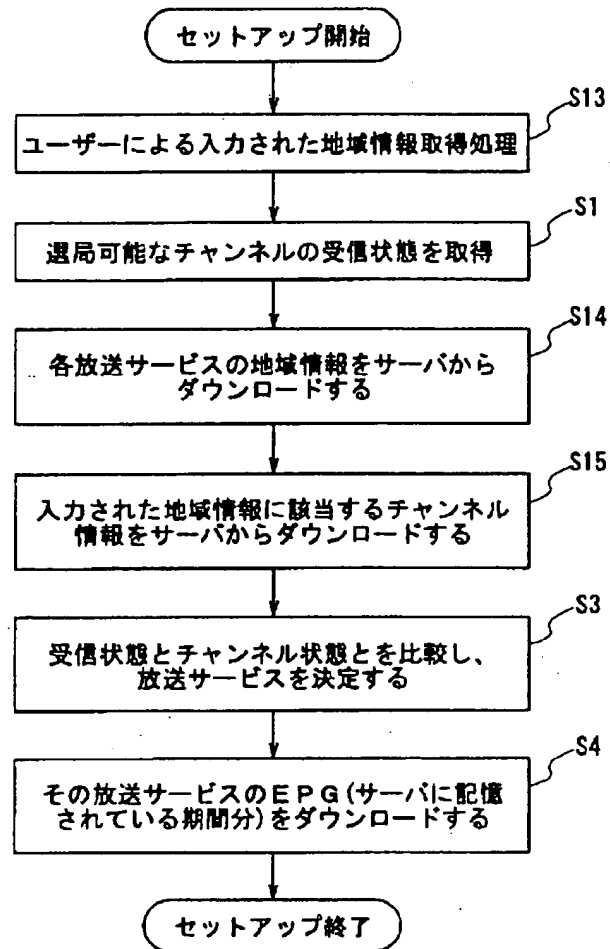 セットアップ開始
S13
ユーザーによる入力された地域情報取得処理
S1
選局可能なチャンネルの受信状態を取得
S14
各放送サービスの地域情報をサーバから
ダウンロードする
S15
入力された地域情報に該当するチャンネル
情報をサーバからダウンロードする
S3
受信状態とチャンネル状態とを比較し、
放送サービスを決定する
S4
その放送サービスのEPG(サーバに記憶
されている期間分)をダウンロードする
セットアップ終了